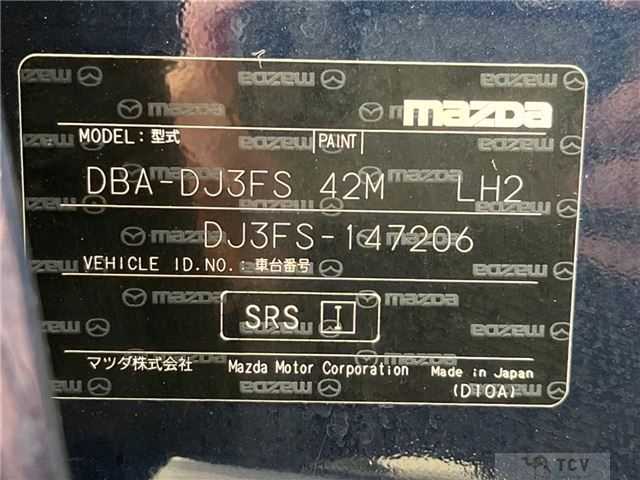 mazda
MODEL: 型式 PAINT
DBA-DJ3FS 42M LH2
DJ3FS-147206
VEHICLE ID.NO.: 車台番号
SRS I
マツダ株式会社 Mazda Motor Corporation Made in Japan
(D10A)
TCV